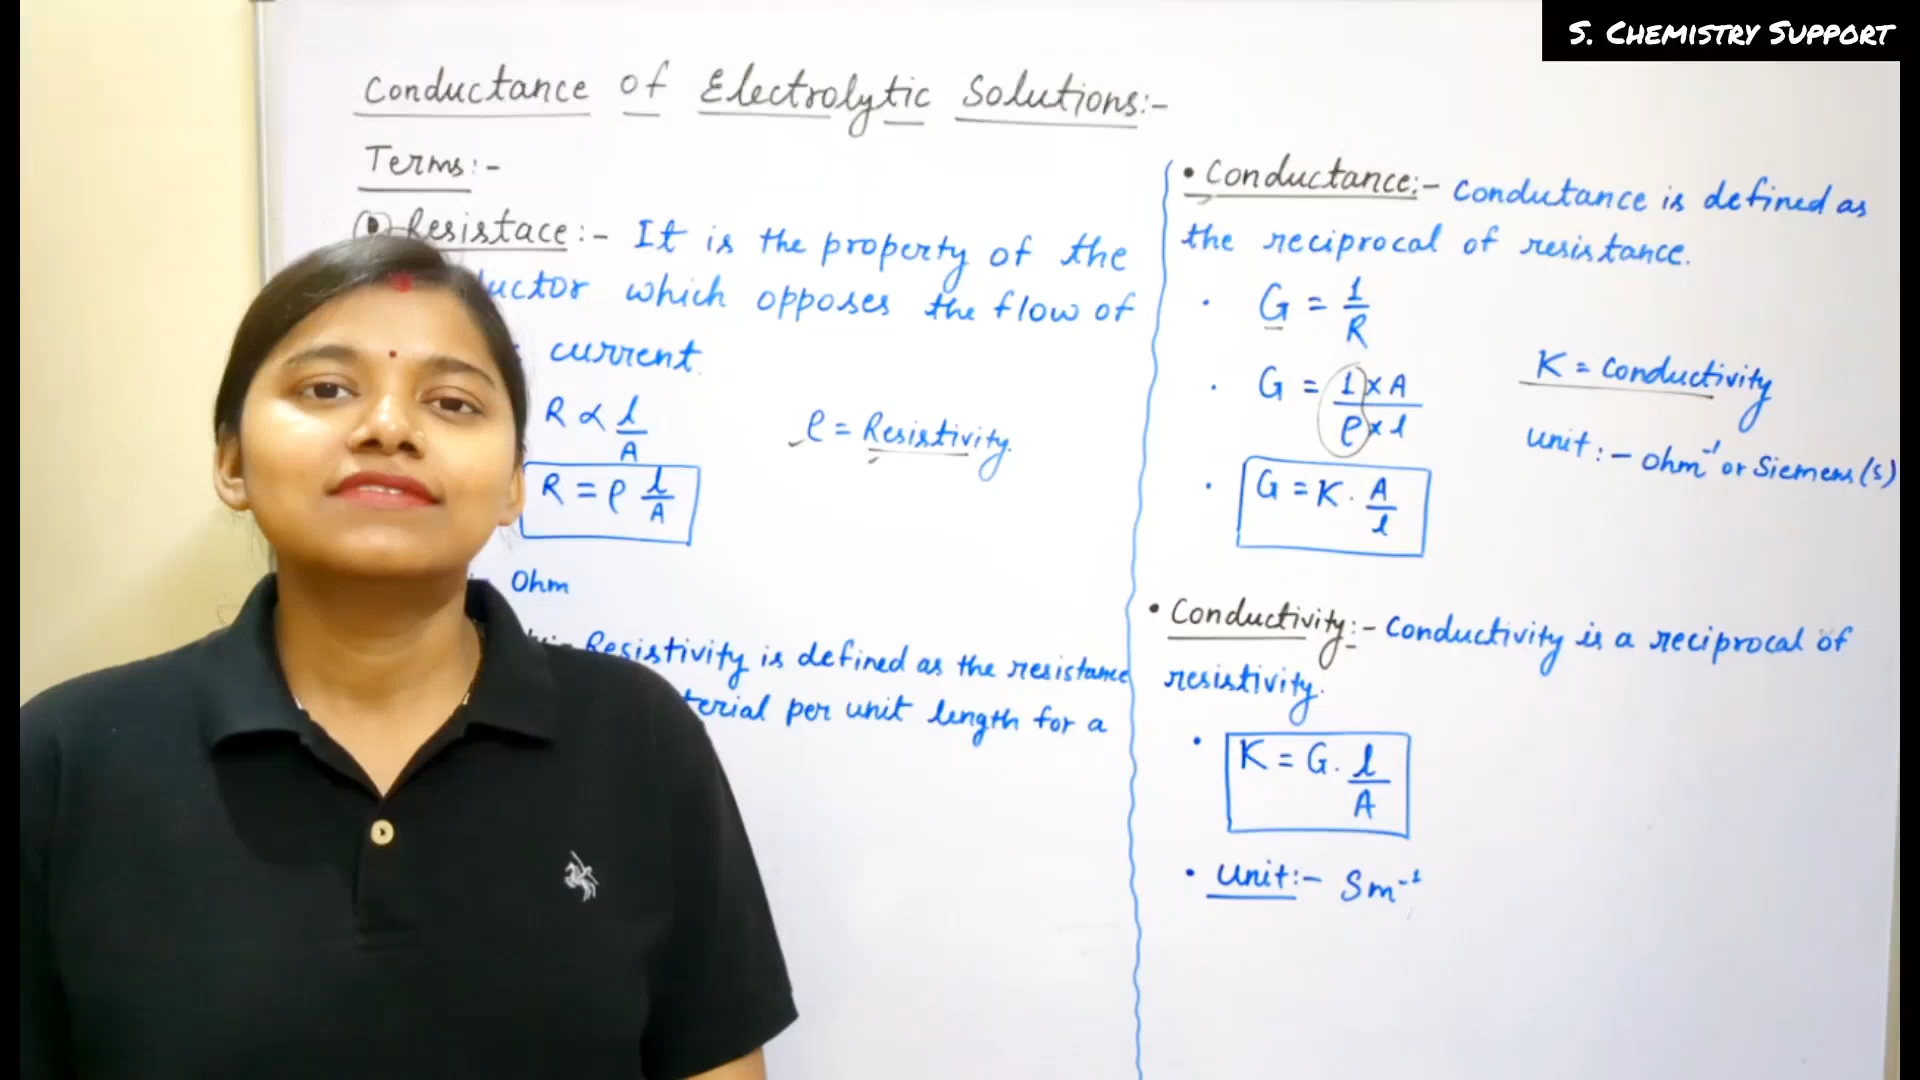 S. CHEMISTRY SUPPORT
Conductance of Electrolytic Solutions:-
Terms:-
Resistace:- It is the property of the
which opposes the flow of
current.
R ∝ l/A
ρ = Resistivity.
R = ρ l/A
Ohm
Resistivity is defined as the resistance
per unit length for a
• Conductance:- Condutance is defined as
the reciprocal of resistance.
• G = 1/R
• G = 1 × A / ρ × l
K = Conductivity
unit:- ohm⁻¹ or Siemens(s)
• G = K · A/l
• Conductivity:- Conductivity is a reciprocal of
resistivity.
• K = G · l/A
• Unit:- Sm⁻¹